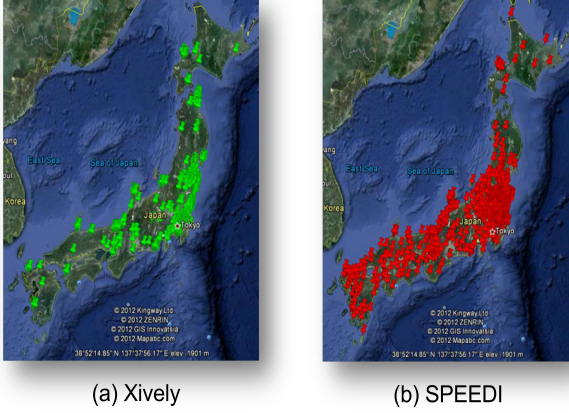 East Sea
Sea of Japan
Korea
Japan
Tokyo
© 2012 Kingway.Ltd
© 2012 ZENRIN
© 2012 GIS Innovatsia
© 2012 Mapabc.com
38°52'14.85" N 137°37'56.17" E elev -1901 m
(a) Xively
East Sea
Sea of Japan
Korea
Japan
Tokyo
© 2012 Kingway.Ltd
© 2012 ZENRIN
© 2012 GIS Innovatsia
© 2012 Mapabc.com
38°52'14.85" N 137°37'56.17" E elev -1901 m
(b) SPEEDI